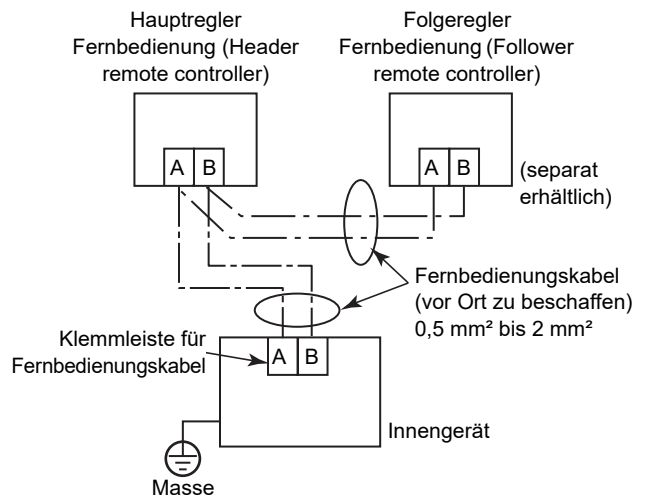 Hauptregler
Fernbedienung (Header
remote controller)
Folgeregler
Fernbedienung (Follower
remote controller)
A B
A B
(separat
erhältlich)
Fernbedienungskabel
(vor Ort zu beschaffen)
0,5 mm² bis 2 mm²
Klemmleiste für
Fernbedienungskabel
A B
Innengerät
Masse